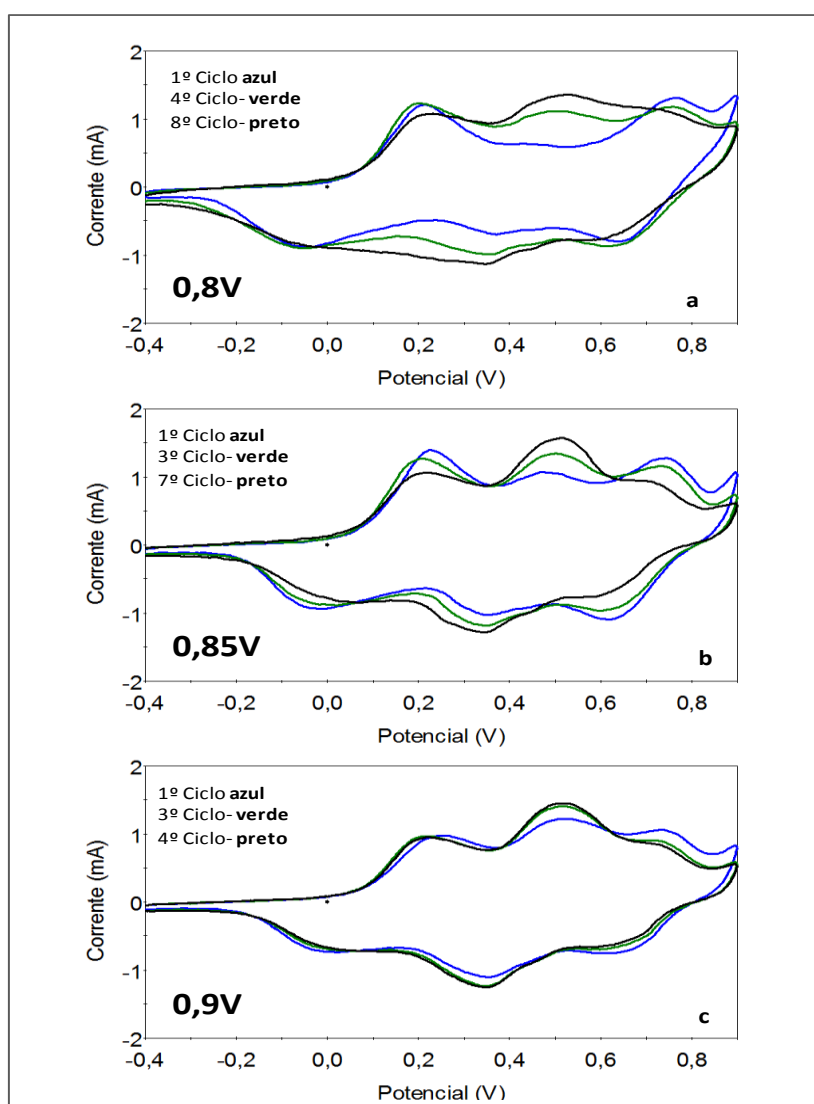 2
1º Ciclo azul
4º Ciclo- verde
8º Ciclo- preto
1
0
-1
-2
Corrente (mA)
0,8V
a
-0,4 -0,2 0,0 0,2 0,4 0,6 0,8
Potencial (V)
2
1º Ciclo azul
3º Ciclo- verde
7º Ciclo- preto
1
0
-1
-2
Corrente (mA)
0,85V
b
-0,4 -0,2 0,0 0,2 0,4 0,6 0,8
Potencial (V)
2
1º Ciclo azul
3º Ciclo- verde
4º Ciclo- preto
1
0
-1
-2
Corrente (mA)
0,9V
c
-0,4 -0,2 0,0 0,2 0,4 0,6 0,8
Potencial (V)